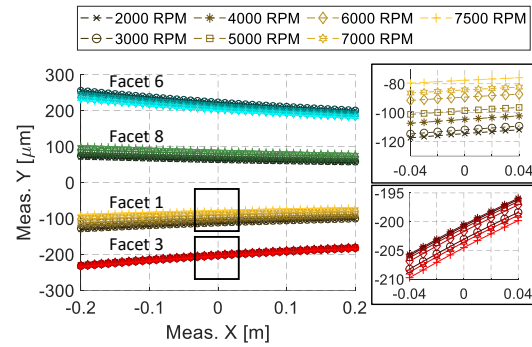 2000 RPM 4000 RPM 6000 RPM 7500 RPM
3000 RPM 5000 RPM 7000 RPM
300
200
100
0
-100
-200
-300
Meas. Y [μm]
Facet 6
Facet 8
Facet 1
Facet 3
-0.2 -0.1 0 0.1 0.2
Meas. X [m]
-80
-100
-120
-0.04 0 0.04
-195
-200
-205
-210
-0.04 0 0.04